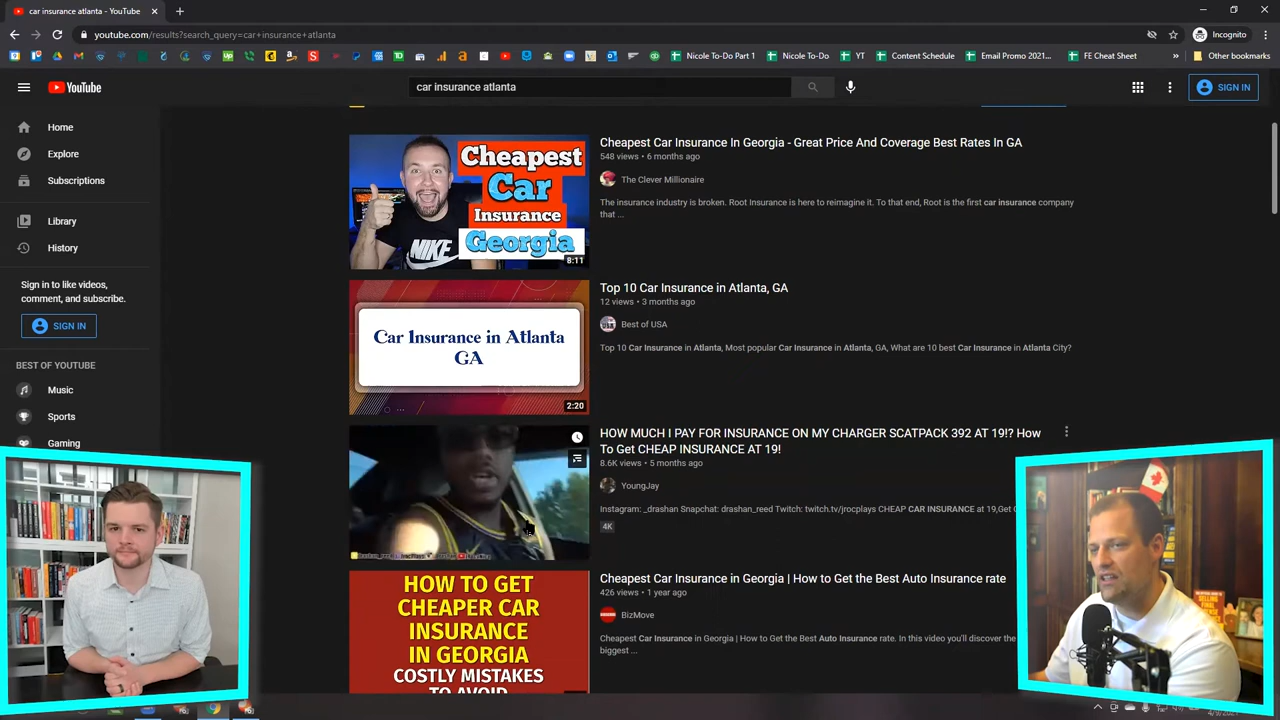 car insurance atlanta - YouTube
youtube.com/results?search_query=car+insurance+atlanta
Incognito
Nicole To-Do Part 1
Nicole To-Do
YT
Content Schedule
Email Promo 2021...
FE Cheat Sheet
Other bookmarks
YouTube
car insurance atlanta
SIGN IN
Home
Explore
Subscriptions
Library
History
Sign in to like videos,
comment, and subscribe.
SIGN IN
BEST OF YOUTUBE
Music
Sports
Gaming
Cheapest
Car
Insurance
Georgia
NIKE
8:11
Cheapest Car Insurance In Georgia - Great Price And Coverage Best Rates In GA
548 views • 6 months ago
The Clever Millionaire
The insurance industry is broken. Root Insurance is here to reimagine it. To that end, Root is the first car insurance company
that ...
Car Insurance in Atlanta
GA
2:20
Top 10 Car Insurance in Atlanta, GA
12 views • 3 months ago
Best of USA
Top 10 Car Insurance in Atlanta, Most popular Car Insurance in Atlanta, GA, What are 10 best Car Insurance in Atlanta City?
HOW MUCH I PAY FOR INSURANCE ON MY CHARGER SCATPACK 392 AT 19!? How
To Get CHEAP INSURANCE AT 19!
8.6K views • 5 months ago
YoungJay
Instagram: _drashan Snapchat: drashan_reed Twitch: twitch.tv/jrocplays CHEAP CAR INSURANCE at 19,Get
4K
HOW TO GET
CHEAPER CAR
INSURANCE
IN GEORGIA
COSTLY MISTAKES
TO AVOID
Cheapest Car Insurance in Georgia | How to Get the Best Auto Insurance rate
426 views • 1 year ago
BizMove
Cheapest Car Insurance in Georgia | How to Get the Best Auto Insurance rate. In this video you'll discover the
biggest ...